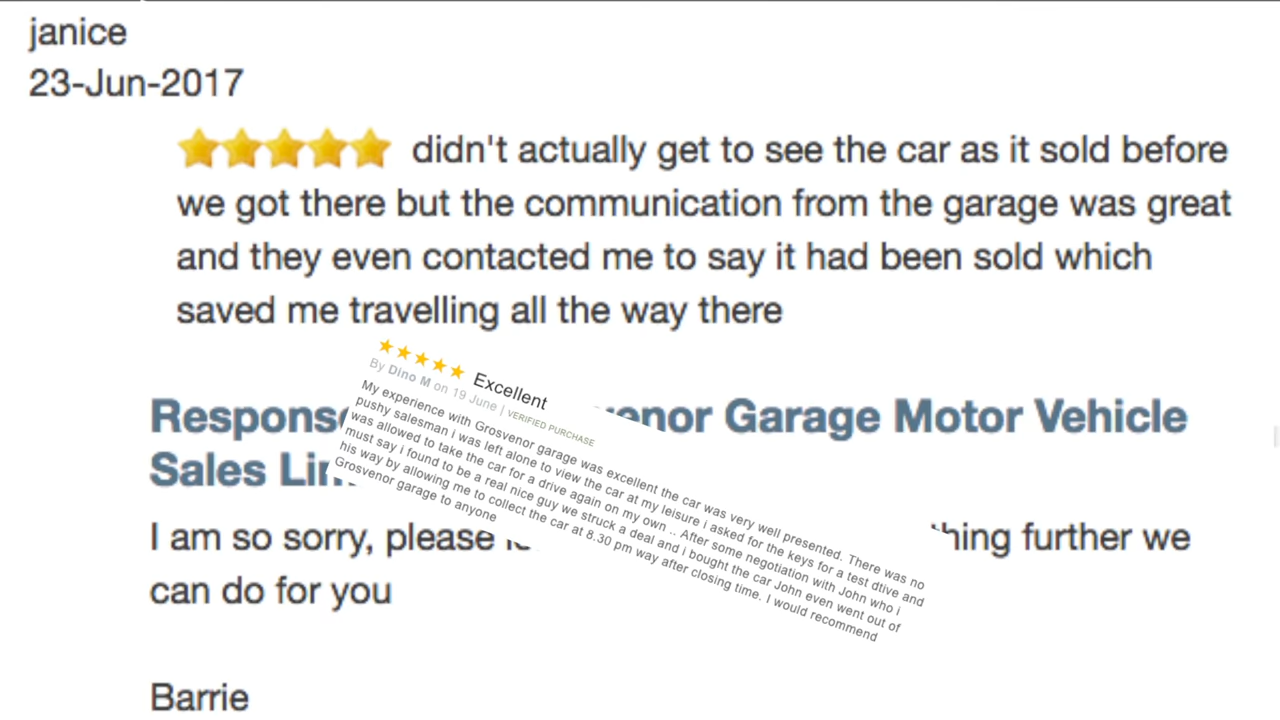 janice
23-Jun-2017
didn't actually get to see the car as it sold before
we got there but the communication from the garage was great
and they even contacted me to say it had been sold which
saved me travelling all the way there
Excellent
By Dino M on 19 June | VERIFIED PURCHASE
My experience with Grosvenor garage was excellent the car was very well presented. There was no
pushy salesman i was left alone to view the car at my leisure i asked for the keys for a test dtive and
was allowed to take the car for a drive again on my own ... After some negotiation with John who i
must say i found to be a real nice guy we struck a deal and i bought the car John even went out of
his way by allowing me to collect the car at 8.30 pm way after closing time. I would recommend
Grosvenor garage to anyone
Garage Motor Vehicle
Sales
I am so sorry, please
further we
can do for you
Barrie